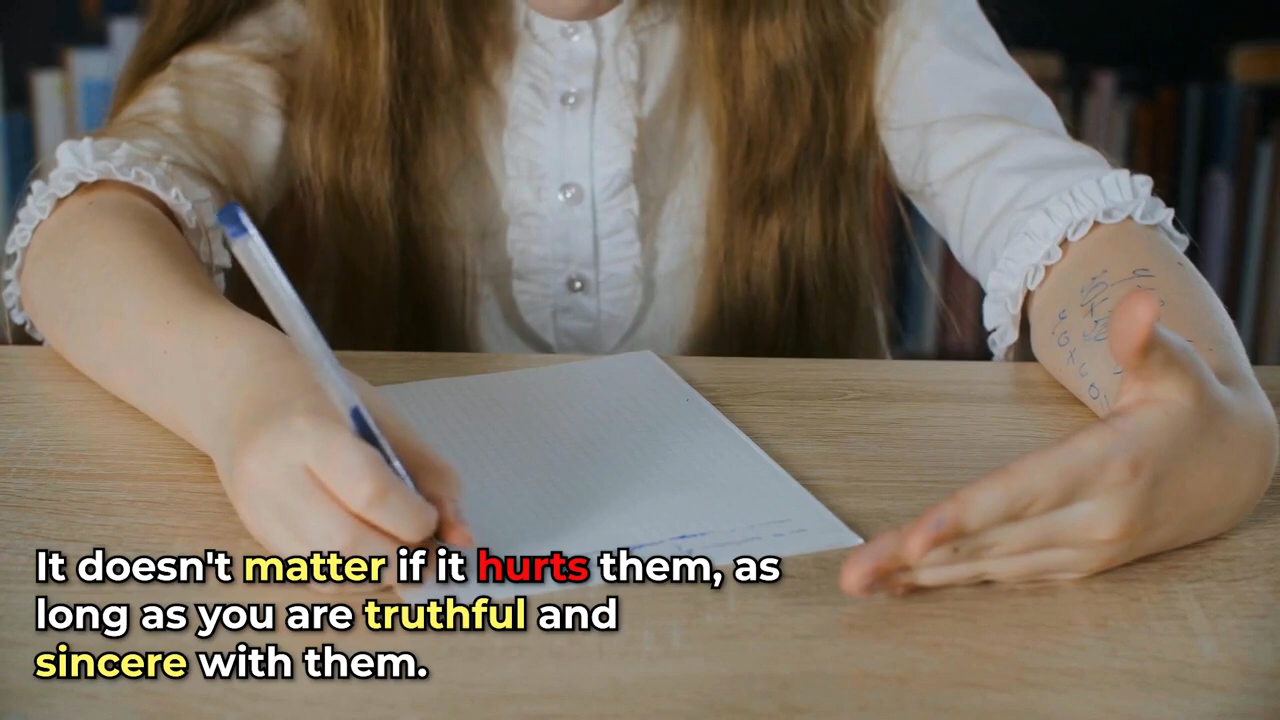 It doesn't matter if it hurts them, as
long as you are truthful and
sincere with them.